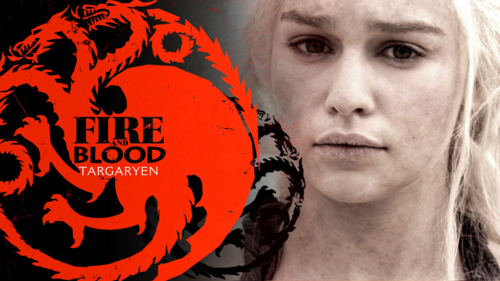 FIRE
AND
BLOOD
TARGARYEN